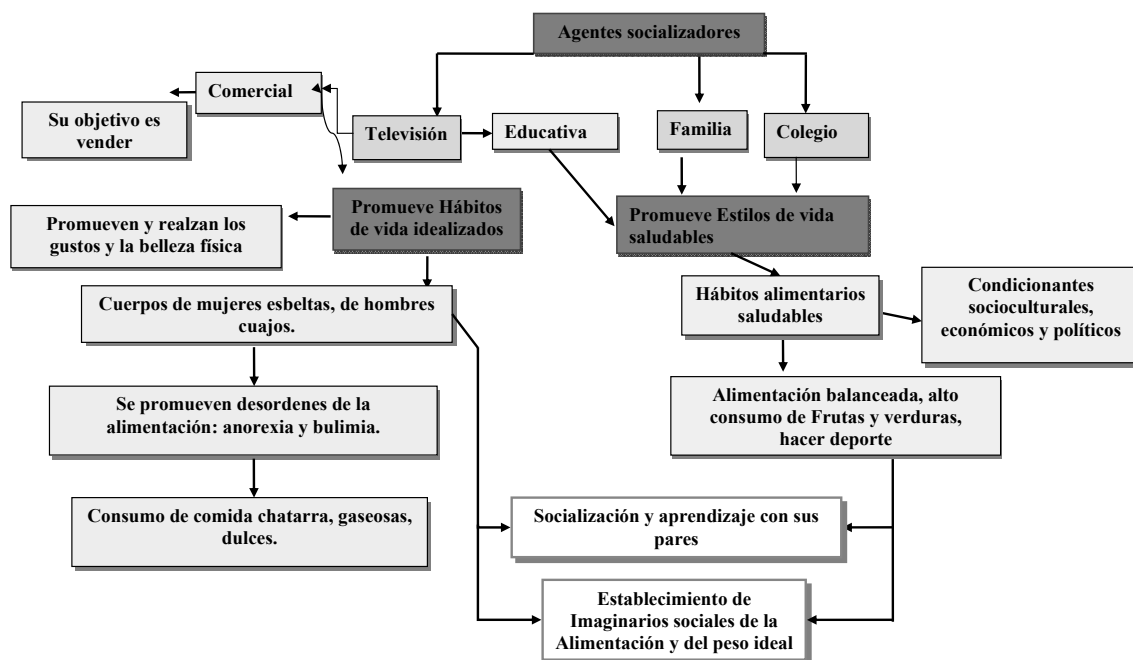 Agentes socializadores
Comercial
Su objetivo es
vender
Televisión
Educativa
Familia
Colegio
Promueven y realzan los
gustos y la belleza física
Promueve Hábitos
de vida idealizados
Promueve Estilos de vida
saludables
Cuerpos de mujeres esbeltas, de hombres
cuajos.
Hábitos alimentarios
saludables
Condicionantes
socioculturales,
económicos y políticos
Se promueven desordenes de la
alimentación: anorexia y bulimia.
Alimentación balanceada, alto
consumo de Frutas y verduras,
hacer deporte
Consumo de comida chatarra, gaseosas,
dulces.
Socialización y aprendizaje con sus
pares
Establecimiento de
Imaginarios sociales de la
Alimentación y del peso ideal